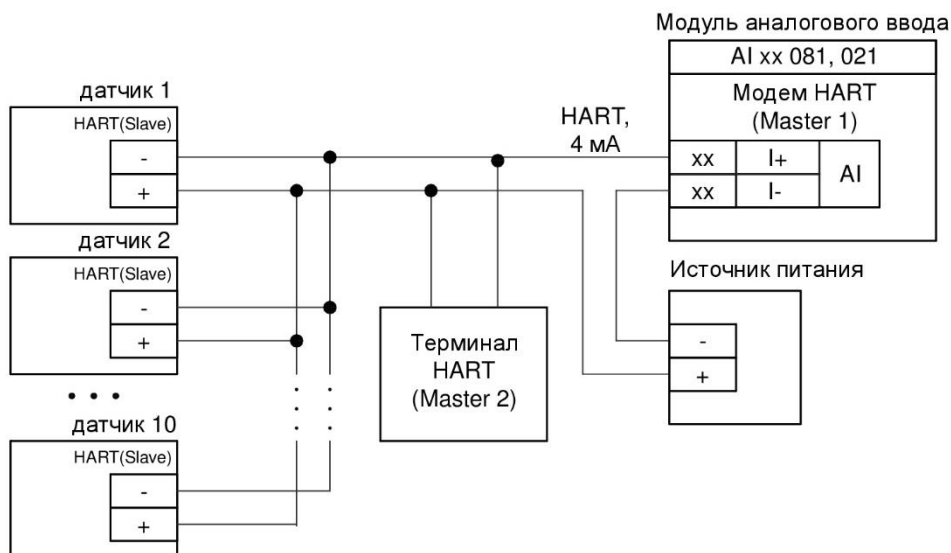 Модуль аналогового ввода
AI xx 081, 021
Модем HART
(Master 1)
xx
I+
AI
xx
I-
HART,
4 мА
датчик 1
HART(Slave)
-
+
датчик 2
HART(Slave)
-
+
• • •
датчик 10
HART(Slave)
-
+
Терминал
HART
(Master 2)
Источник питания
-
+